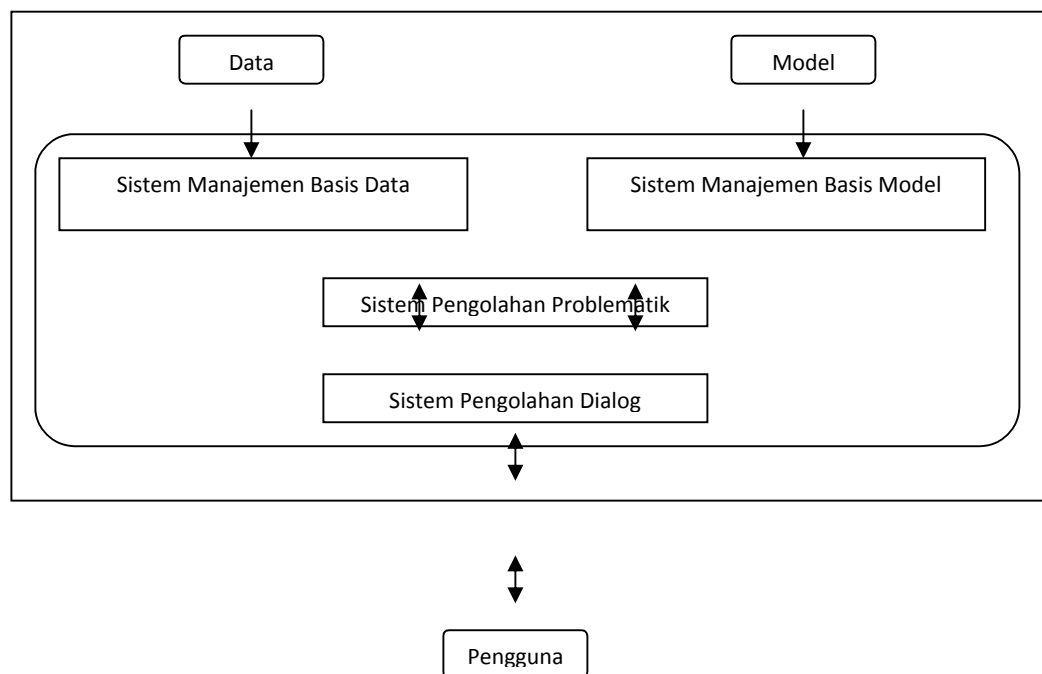 Data
Model
Sistem Manajemen Basis Data
Sistem Manajemen Basis Model
Sistem Pengolahan Problematik
Sistem Pengolahan Dialog
Pengguna